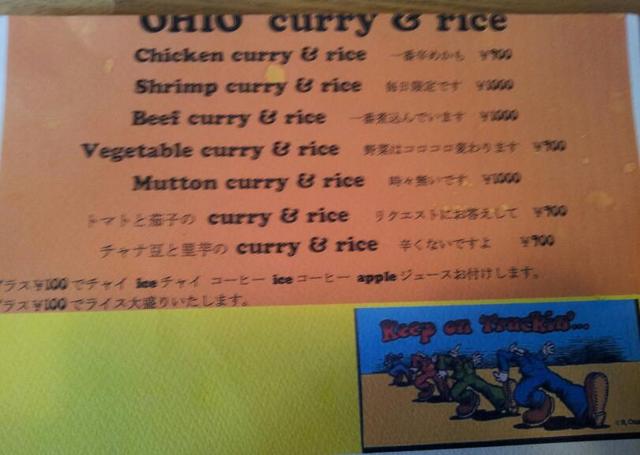 OHIO curry & rice
Chicken curry & rice 一番辛めかも ¥900
Shrimp curry & rice 毎日限定です ¥1000
Beef curry & rice 一番煮込んでいます ¥1000
Vegetable curry & rice 野菜はコロコロ変わります ¥900
Mutton curry & rice 時々無いです。 ¥1000
トマトと茄子の curry & rice リクエストにお答えして ¥900
チャナ豆と里芋の curry & rice 辛くないですよ ¥900
プラス¥100でチャイ iceチャイ コーヒー iceコーヒー appleジュースお付けします。
プラス¥100でライス大盛りいたします。
Keep on Truckin'...